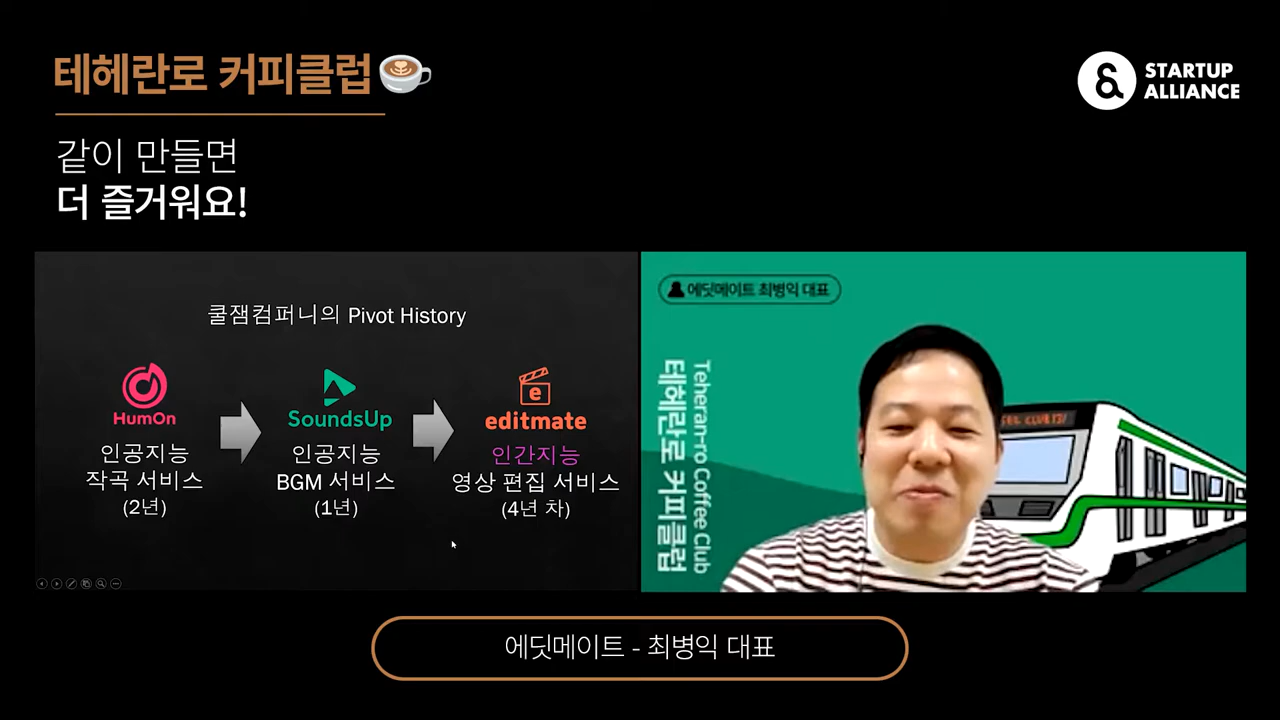 테헤란로 커피클럽
STARTUP
ALLIANCE
같이 만들면
더 즐거워요!
쿨잼컴퍼니의 Pivot History
HumOn
인공지능
작곡 서비스
(2년)
SoundsUp
인공지능
BGM 서비스
(1년)
e
editmate
인간지능
영상 편집 서비스
(4년 차)
에딧메이트 최병익 대표
Teheran-ro Coffee Club
테헤란로 커피클럽
에딧메이트 - 최병익 대표